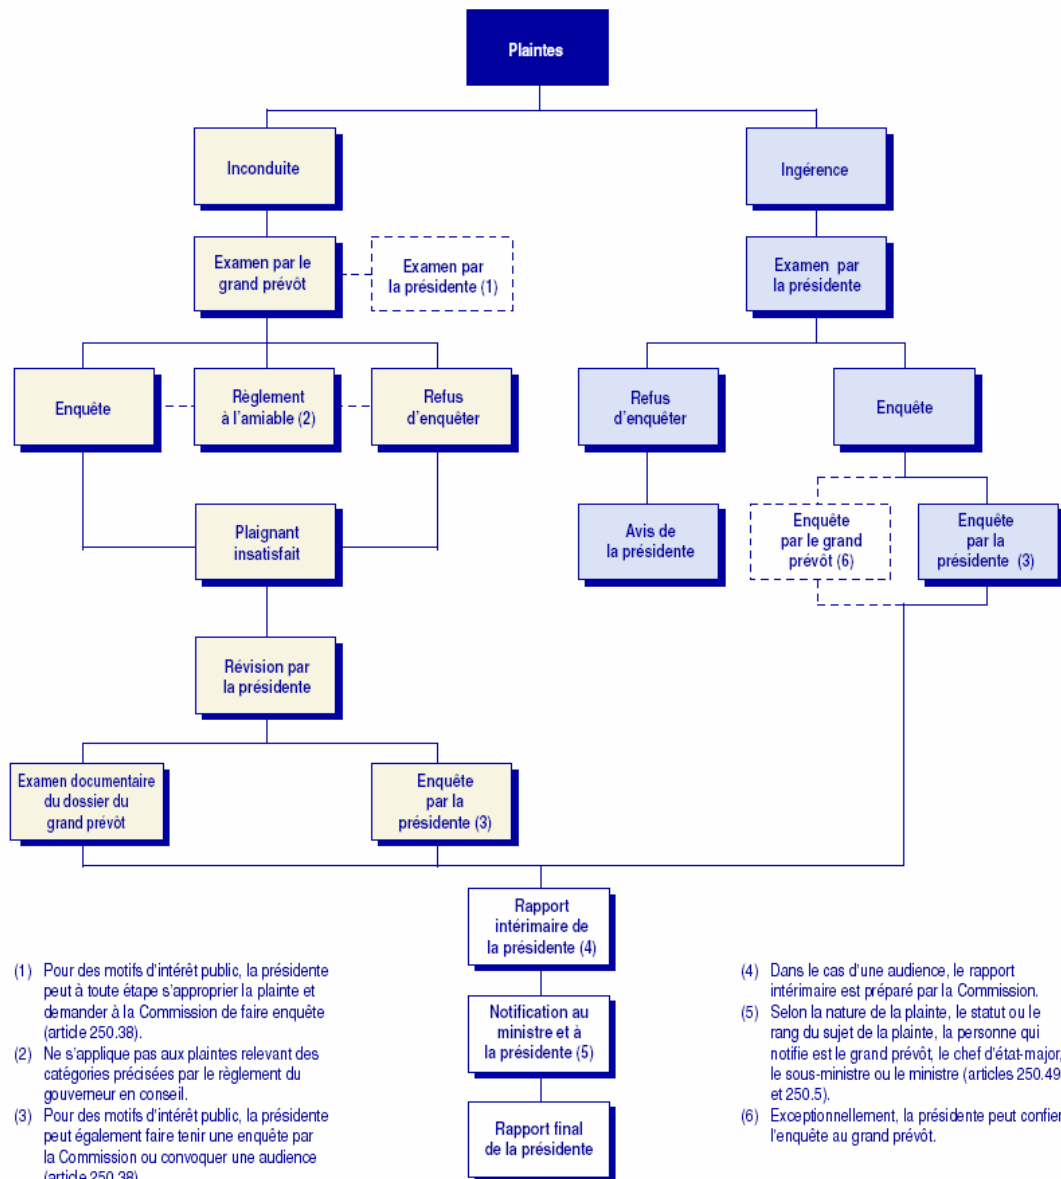 Plaintes
Inconduite
Ingérence
Examen par le
grand prévôt
Examen par
la présidente (1)
Examen par
la présidente
Enquête
Règlement
à l'amiable (2)
Refus
d'enquêter
Refus
d'enquêter
Enquête
Plaignant
insatisfait
Avis de
la présidente
Enquête
par le grand
prévôt (6)
Enquête
par la
présidente (3)
Révision par
la présidente
Examen documentaire
du dossier du
grand prévôt
Enquête
par la
présidente (3)
Rapport
intérimaire de
la présidente (4)
Notification au
ministre et à
la présidente (5)
Rapport final
de la présidente
(1) Pour des motifs d'intérêt public, la présidente
peut à toute étape s'approprier la plainte et
demander à la Commission de faire enquête
(article 250.38).
(2) Ne s'applique pas aux plaintes relevant des
catégories précisées par le règlement du
gouverneur en conseil.
(3) Pour des motifs d'intérêt public, la présidente
peut également faire tenir une enquête par
la Commission ou convoquer une audience
(article 250.38)
(4) Dans le cas d'une audience, le rapport
intérimaire est préparé par la Commission.
(5) Selon la nature de la plainte, le statut ou le
rang du sujet de la plainte, la personne qui
notifie est le grand prévôt, le chef d'état-major,
le sous-ministre ou le ministre (articles 250.49
et 250.5).
(6) Exceptionnellement, la présidente peut confier
l'enquête au grand prévôt.